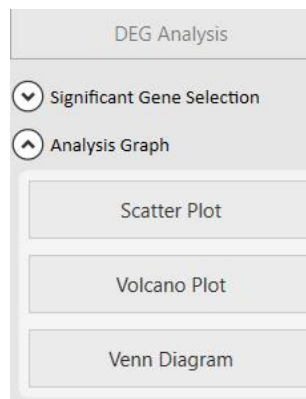 DEG Analysis
Significant Gene Selection
Analysis Graph
Scatter Plot
Volcano Plot
Venn Diagram